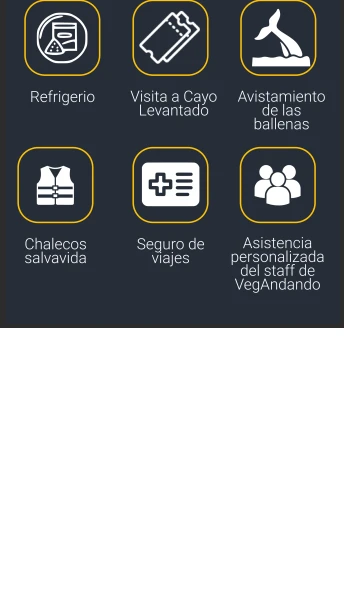 Refrigerio
Visita a Cayo
Levantado
Avistamiento
de las
ballenas
Chalecos
salvavida
Seguro de
viajes
Asistencia
personalizada
del staff de
VegAndando